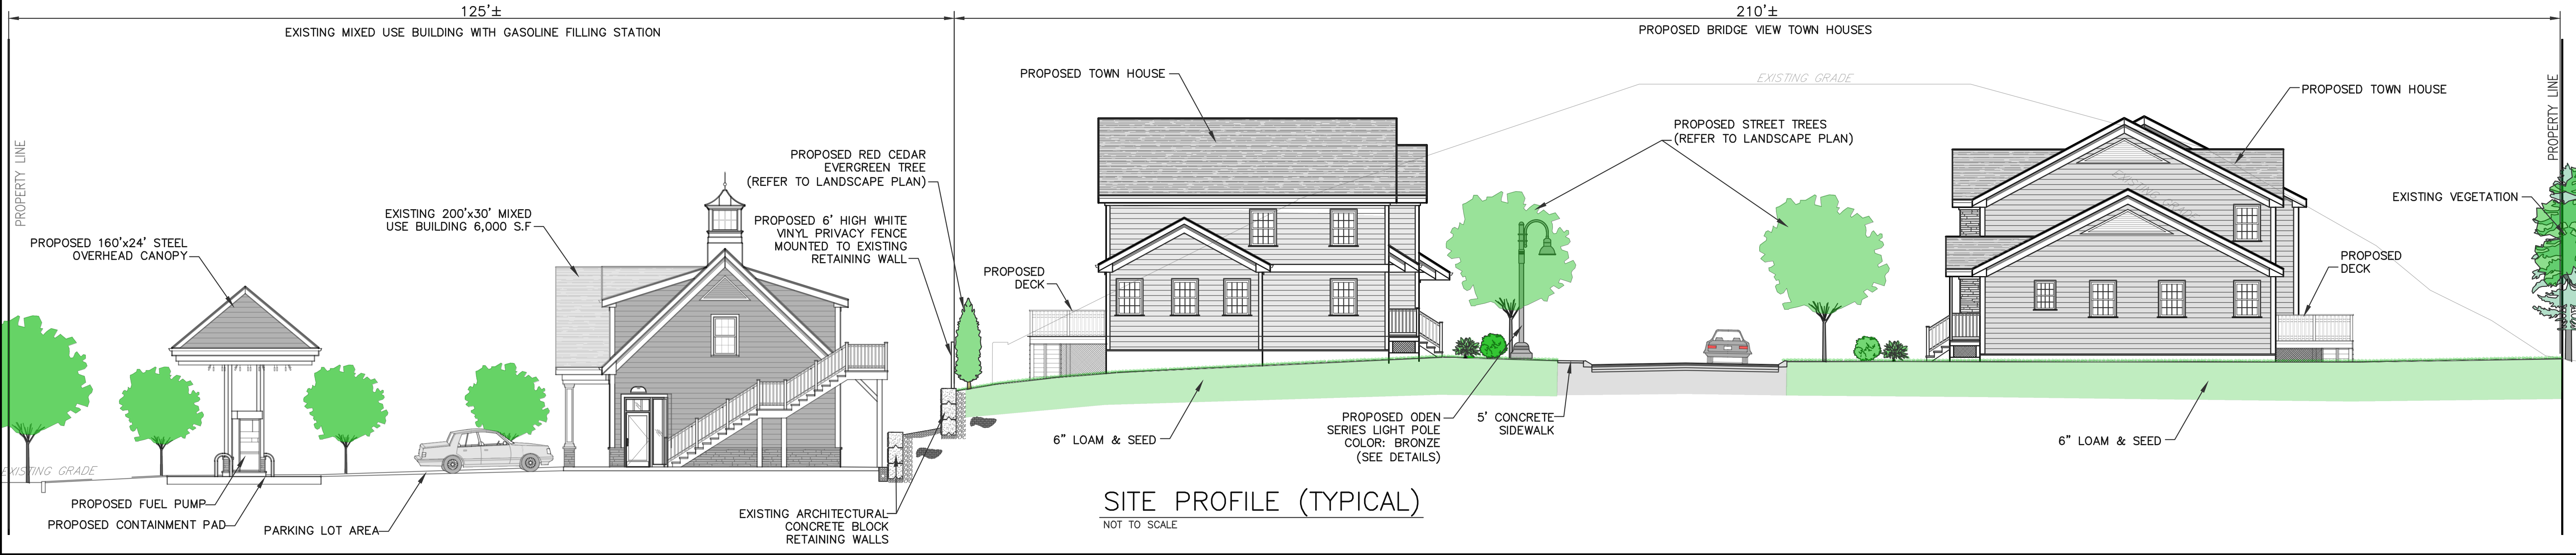 125'±
EXISTING MIXED USE BUILDING WITH GASOLINE FILLING STATION
210'±
PROPOSED BRIDGE VIEW TOWN HOUSES
PROPERTY LINE
PROPOSED 160'x24' STEEL
OVERHEAD CANOPY
EXISTING 200'x30' MIXED
USE BUILDING 6,000 S.F
PROPOSED RED CEDAR
EVERGREEN TREE
(REFER TO LANDSCAPE PLAN)
PROPOSED 6' HIGH WHITE
VINYL PRIVACY FENCE
MOUNTED TO EXISTING
RETAINING WALL
PROPOSED
DECK
PROPOSED TOWN HOUSE
EXISTING GRADE
PROPOSED STREET TREES
(REFER TO LANDSCAPE PLAN)
PROPOSED TOWN HOUSE
PROPERTY LINE
EXISTING VEGETATION
EXISTING GRADE
PROPOSED
DECK
EXISTING GRADE
PROPOSED FUEL PUMP
PROPOSED CONTAINMENT PAD
PARKING LOT AREA
EXISTING ARCHITECTURAL
CONCRETE BLOCK
RETAINING WALLS
6" LOAM & SEED
PROPOSED ODEN
SERIES LIGHT POLE
COLOR: BRONZE
(SEE DETAILS)
5' CONCRETE
SIDEWALK
6" LOAM & SEED
SITE PROFILE (TYPICAL)
NOT TO SCALE